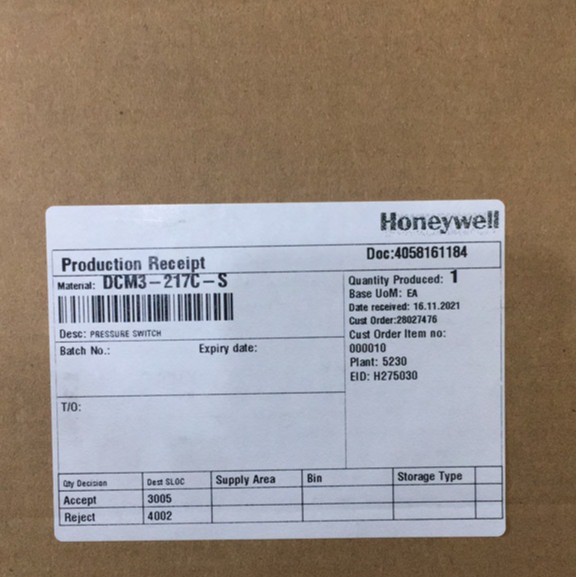 Honeywell
Production Receipt
Doc:4058161184
Material: DCM3-217C-S
Desc: PRESSURE SWITCH
Quantity Produced: 1
Base UoM: EA
Date received: 16.11.2021
Cust Order:28027476
Cust Order Item no:
000010
Plant: 5230
EID: H275030
Batch No.: Expiry date:
T/O:
Qty Decision Dest SLOC Supply Area Bin Storage Type
Accept 3005
Reject 4002